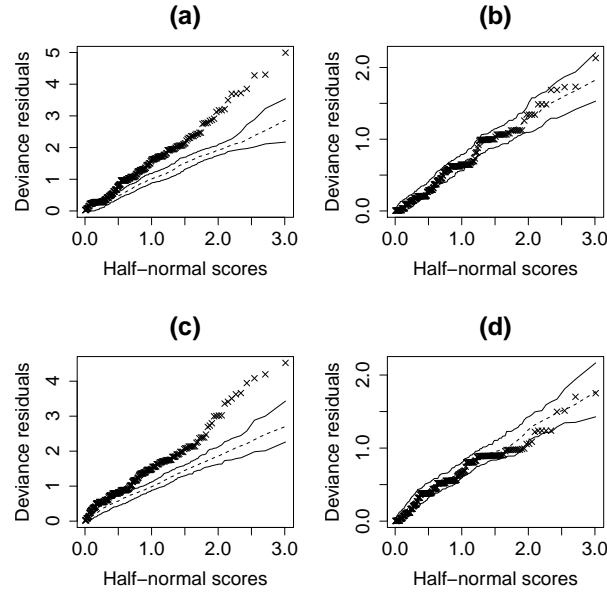 (a)
Deviance residuals
5
4
3
2
1
0
0.0 1.0 2.0 3.0
Half−normal scores
(b)
Deviance residuals
2.0
1.0
0.0
0.0 1.0 2.0 3.0
Half−normal scores
(c)
Deviance residuals
4
3
2
1
0
0.0 1.0 2.0 3.0
Half−normal scores
(d)
Deviance residuals
2.0
1.0
0.0
0.0 1.0 2.0 3.0
Half−normal scores